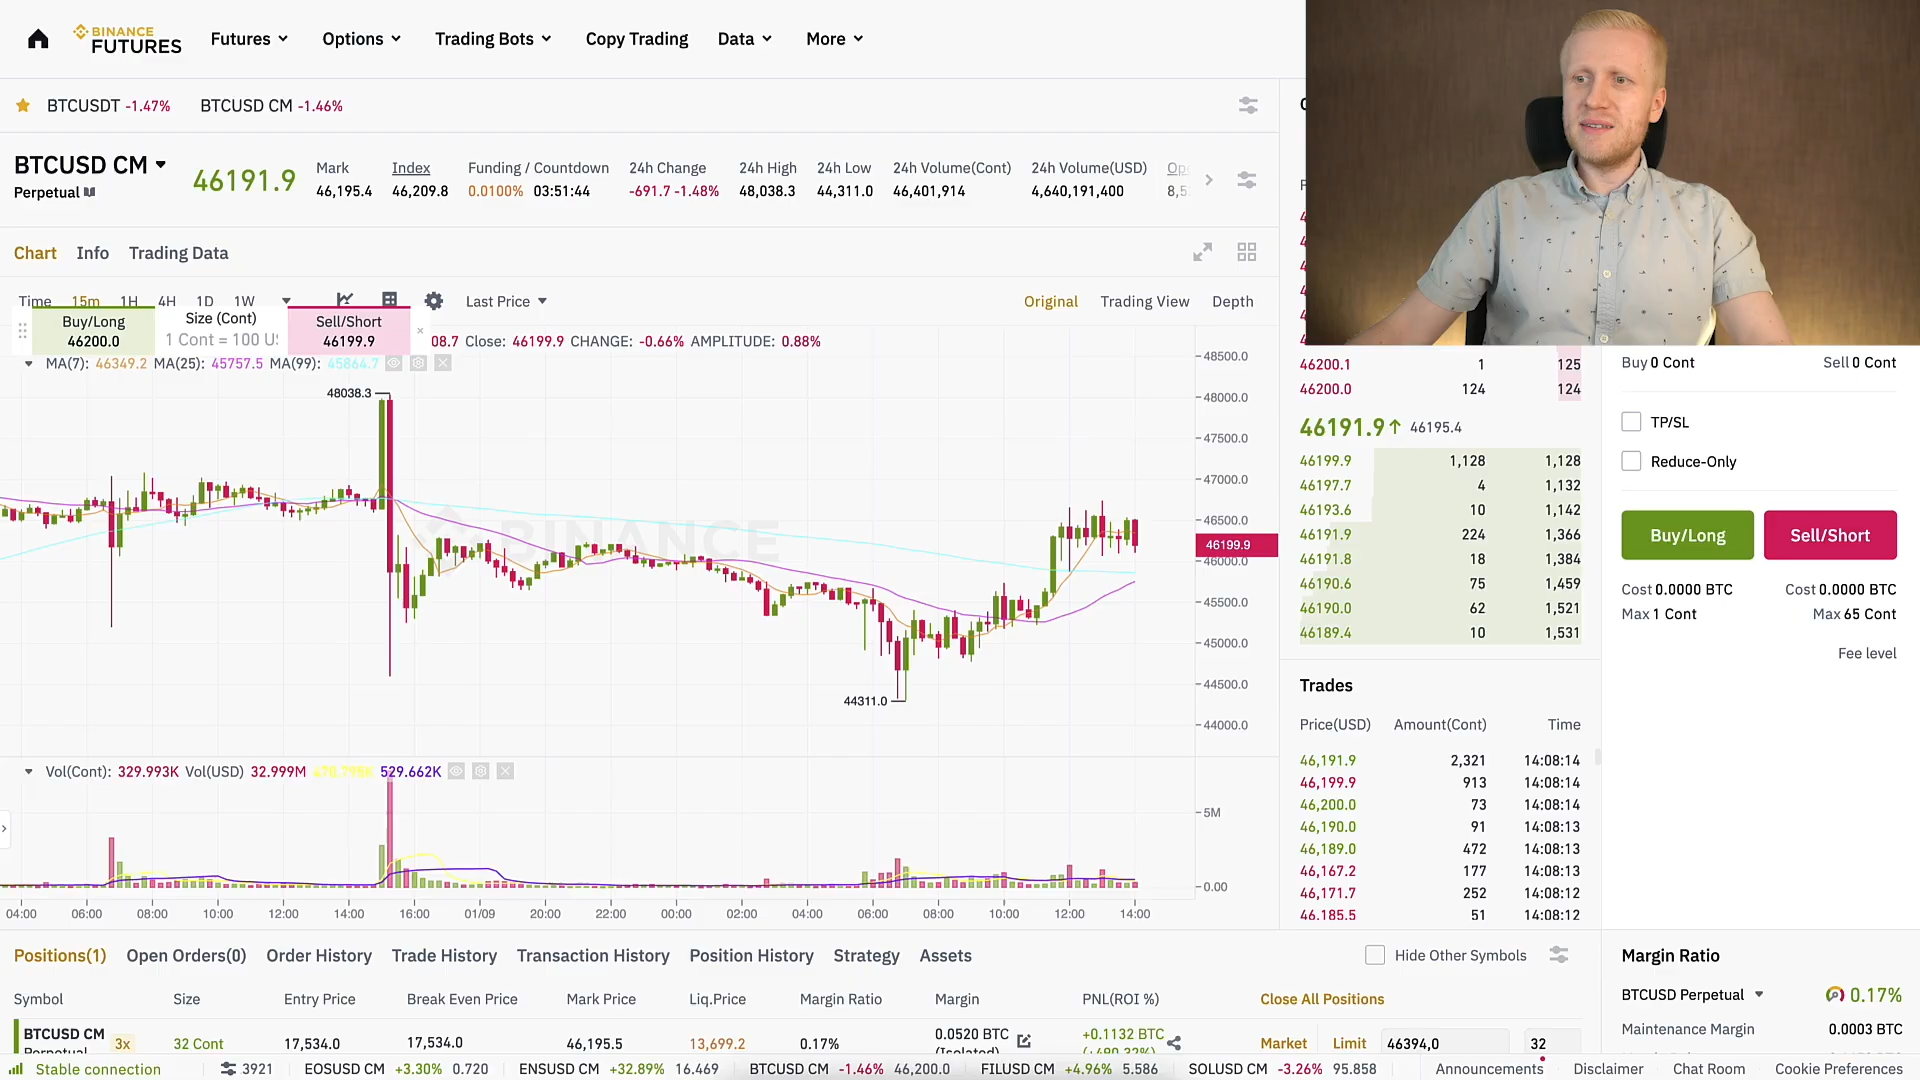 BINANCE
FUTURES
Futures
Options
Trading Bots
Copy Trading
Data
More
BTCUSDT -1.47%
BTCUSD CM -1.46%
BTCUSD CM
Perpetual
46191.9
Mark
46,195.4
Index
46,209.8
Funding / Countdown
0.0100% 03:51:44
24h Change
-691.7 -1.48%
24h High
48,038.3
24h Low
44,311.0
24h Volume(Cont)
46,401,914
24h Volume(USD)
4,640,191,400
Op
8,5
Chart
Info
Trading Data
Time
15m
1H
4H
1D
1W
Last Price
Original
Trading View
Depth
Buy/Long
46200.0
Size (Cont)
1 Cont = 100 US
Sell/Short
46199.9
08.7 Close: 46199.9 CHANGE: -0.66% AMPLITUDE: 0.88%
MA(7): 46349.2 MA(25): 45757.5 MA(99): 45864.7
48038.3
44311.0
BINANCE
48500.0
48000.0
47500.0
47000.0
46500.0
46199.9
46000.0
45500.0
45000.0
44500.0
44000.0
Vol(Cont): 329.993K Vol(USD) 32.999M 529.662K
5M
0.00
04:00 06:00 08:00 10:00 12:00 14:00 16:00 01/09 20:00 22:00 00:00 02:00 04:00 06:00 08:00 10:00 12:00 14:00
46200.1 1 125
46200.0 124 124
46191.9 46195.4
46199.9 1,128 1,128
46197.7 4 1,132
46193.6 10 1,142
46191.9 224 1,366
46191.8 18 1,384
46190.6 75 1,459
46190.0 62 1,521
46189.4 10 1,531
Trades
Price(USD) Amount(Cont) Time
46,191.9 2,321 14:08:14
46,199.9 913 14:08:14
46,200.0 73 14:08:14
46,190.0 91 14:08:13
46,189.0 472 14:08:13
46,167.2 177 14:08:13
46,171.7 252 14:08:12
46,185.5 51 14:08:12
Buy 0 Cont
Sell 0 Cont
TP/SL
Reduce-Only
Buy/Long
Sell/Short
Cost 0.0000 BTC
Cost 0.0000 BTC
Max 1 Cont
Max 65 Cont
Fee level
Positions(1)
Open Orders(0)
Order History
Trade History
Transaction History
Position History
Strategy
Assets
Hide Other Symbols
Symbol
Size
Entry Price
Break Even Price
Mark Price
Liq.Price
Margin Ratio
Margin
PNL(ROI %)
Close All Positions
BTCUSD CM
Perpetual
3x
32 Cont
17,534.0
17,534.0
46,195.5
13,699.2
0.17%
0.0520 BTC
(Isolated)
+0.1132 BTC
Market
Limit
46394,0
32
Margin Ratio
BTCUSD Perpetual
0.17%
Maintenance Margin
0.0003 BTC
Stable connection
3921
EOSUSD CM +3.30% 0.720
ENSUSD CM +32.89% 16.469
BTCUSD CM -1.46% 46,200.0
FILUSD CM +4.96% 5.586
SOLUSD CM -3.26% 95.858
Announcements
Disclaimer
Chat Room
Cookie Preferences